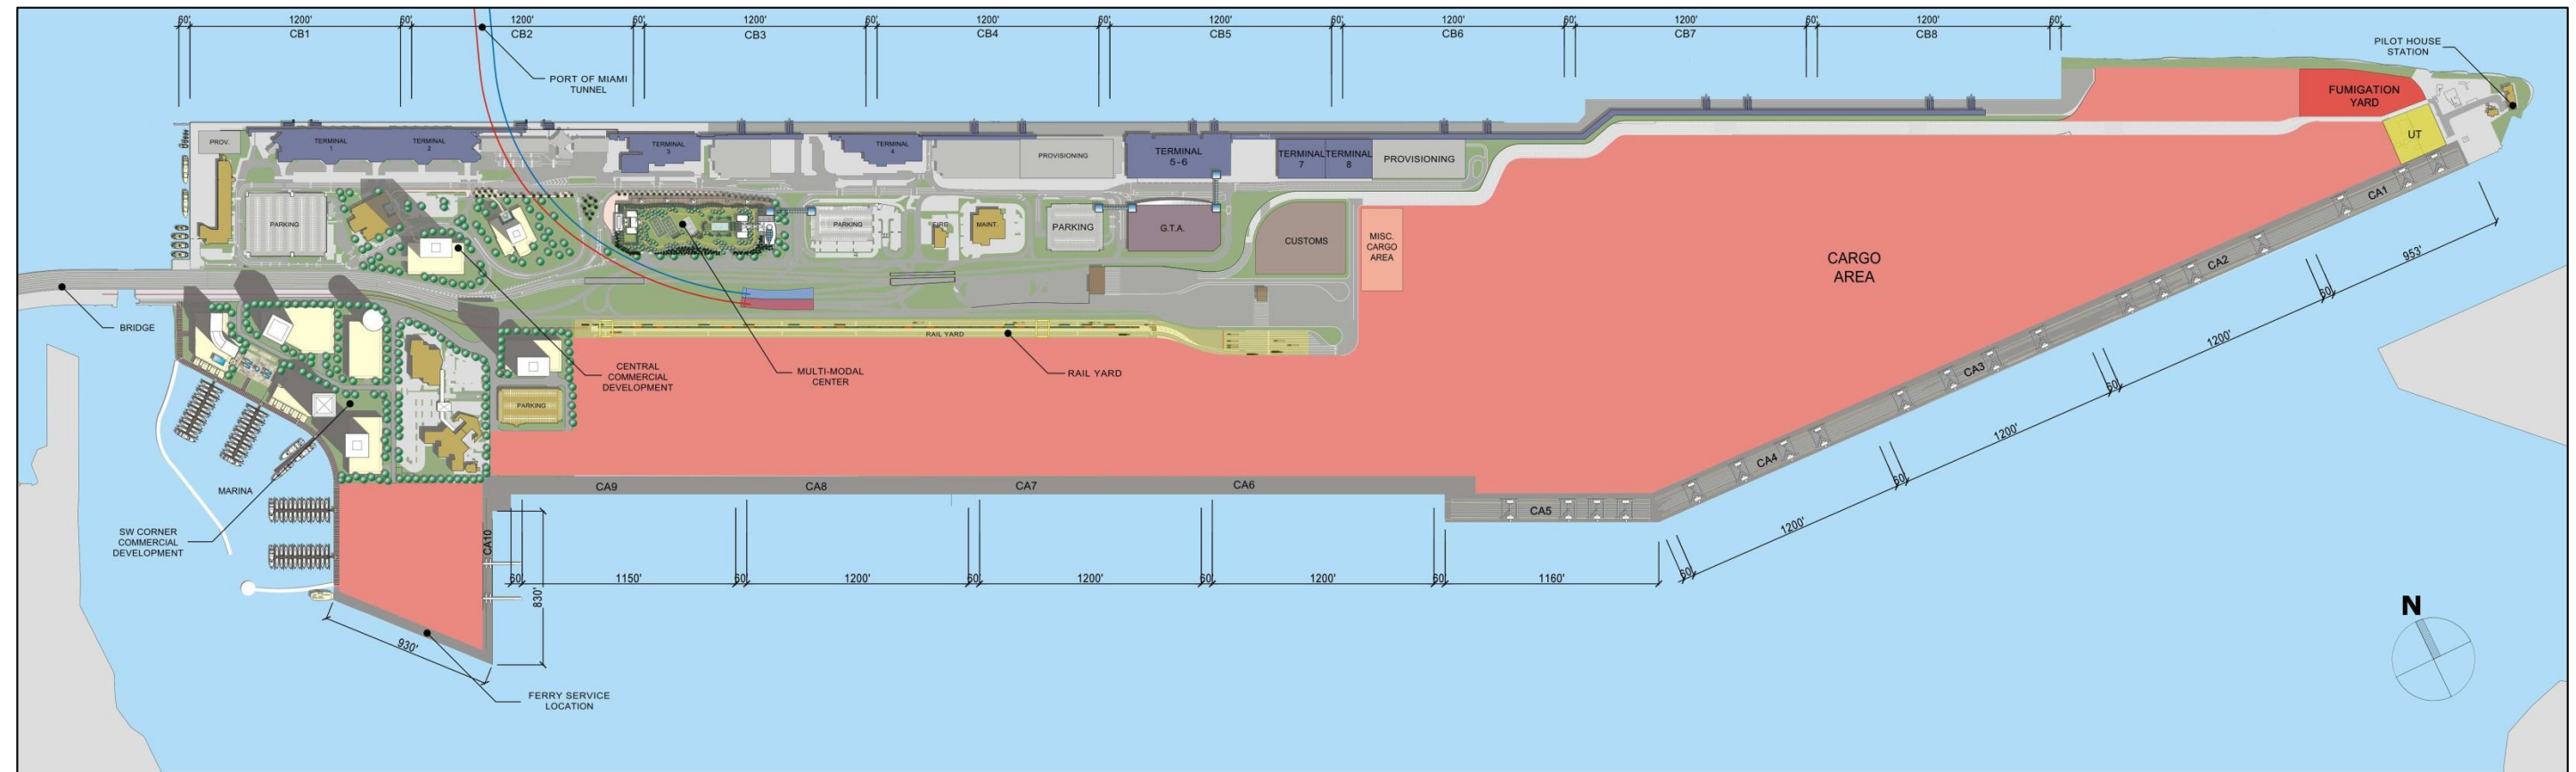 60' 1200' 60' 1200' 60' 1200' 60' 1200' 60' 1200' 60' 1200' 60' 1200' 60' 1200' 60'
CB1 CB2 CB3 CB4 CB5 CB6 CB7 CB8
PILOT HOUSE
STATION
PORT OF MIAMI
TUNNEL
FUMIGATION
YARD
UT
PROV.
TERMINAL
1
TERMINAL
2
TERMINAL
3
TERMINAL
4
PROVISIONING
TERMINAL
5-6
TERMINAL
7
TERMINAL
8
PROVISIONING
PARKING
PARKING
FIRE
MAINT.
PARKING
G.T.A.
CUSTOMS
MISC.
CARGO
AREA
CARGO
AREA
CA1
953'
CA2
60'
1200'
CA3
60'
1200'
CA4
60'
1200'
60'
BRIDGE
RAIL YARD
CENTRAL
COMMERCIAL
DEVELOPMENT
MULTI-MODAL
CENTER
RAIL YARD
PARKING
MARINA
CA9 CA8 CA7 CA6
CA5
SW CORNER
COMMERCIAL
DEVELOPMENT
CA10
60' 1150' 60' 1200' 60' 1200' 60' 1200' 60' 1160'
830'
930'
FERRY SERVICE
LOCATION
N